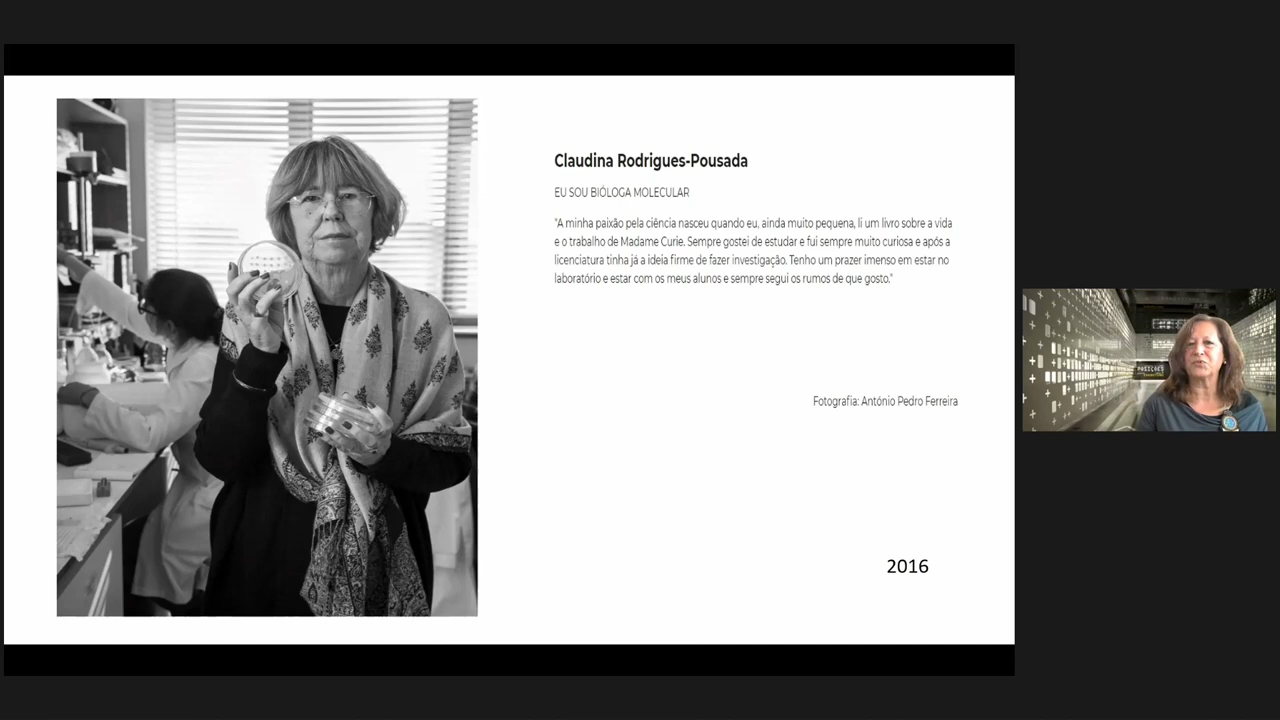 Claudina Rodrigues-Pousada
EU SOU BIÓLOGA MOLECULAR
"A minha paixão pela ciência nasceu quando eu, ainda muito pequena, li um livro sobre a vida
e o trabalho de Madame Curie. Sempre gostei de estudar e fui sempre muito curiosa e após a
licenciatura tinha já a ideia firme de fazer investigação. Tenho um prazer imenso em estar no
laboratório e estar com os meus alunos e sempre segui os rumos de que gosto."
Fotografia: António Pedro Ferreira
2016